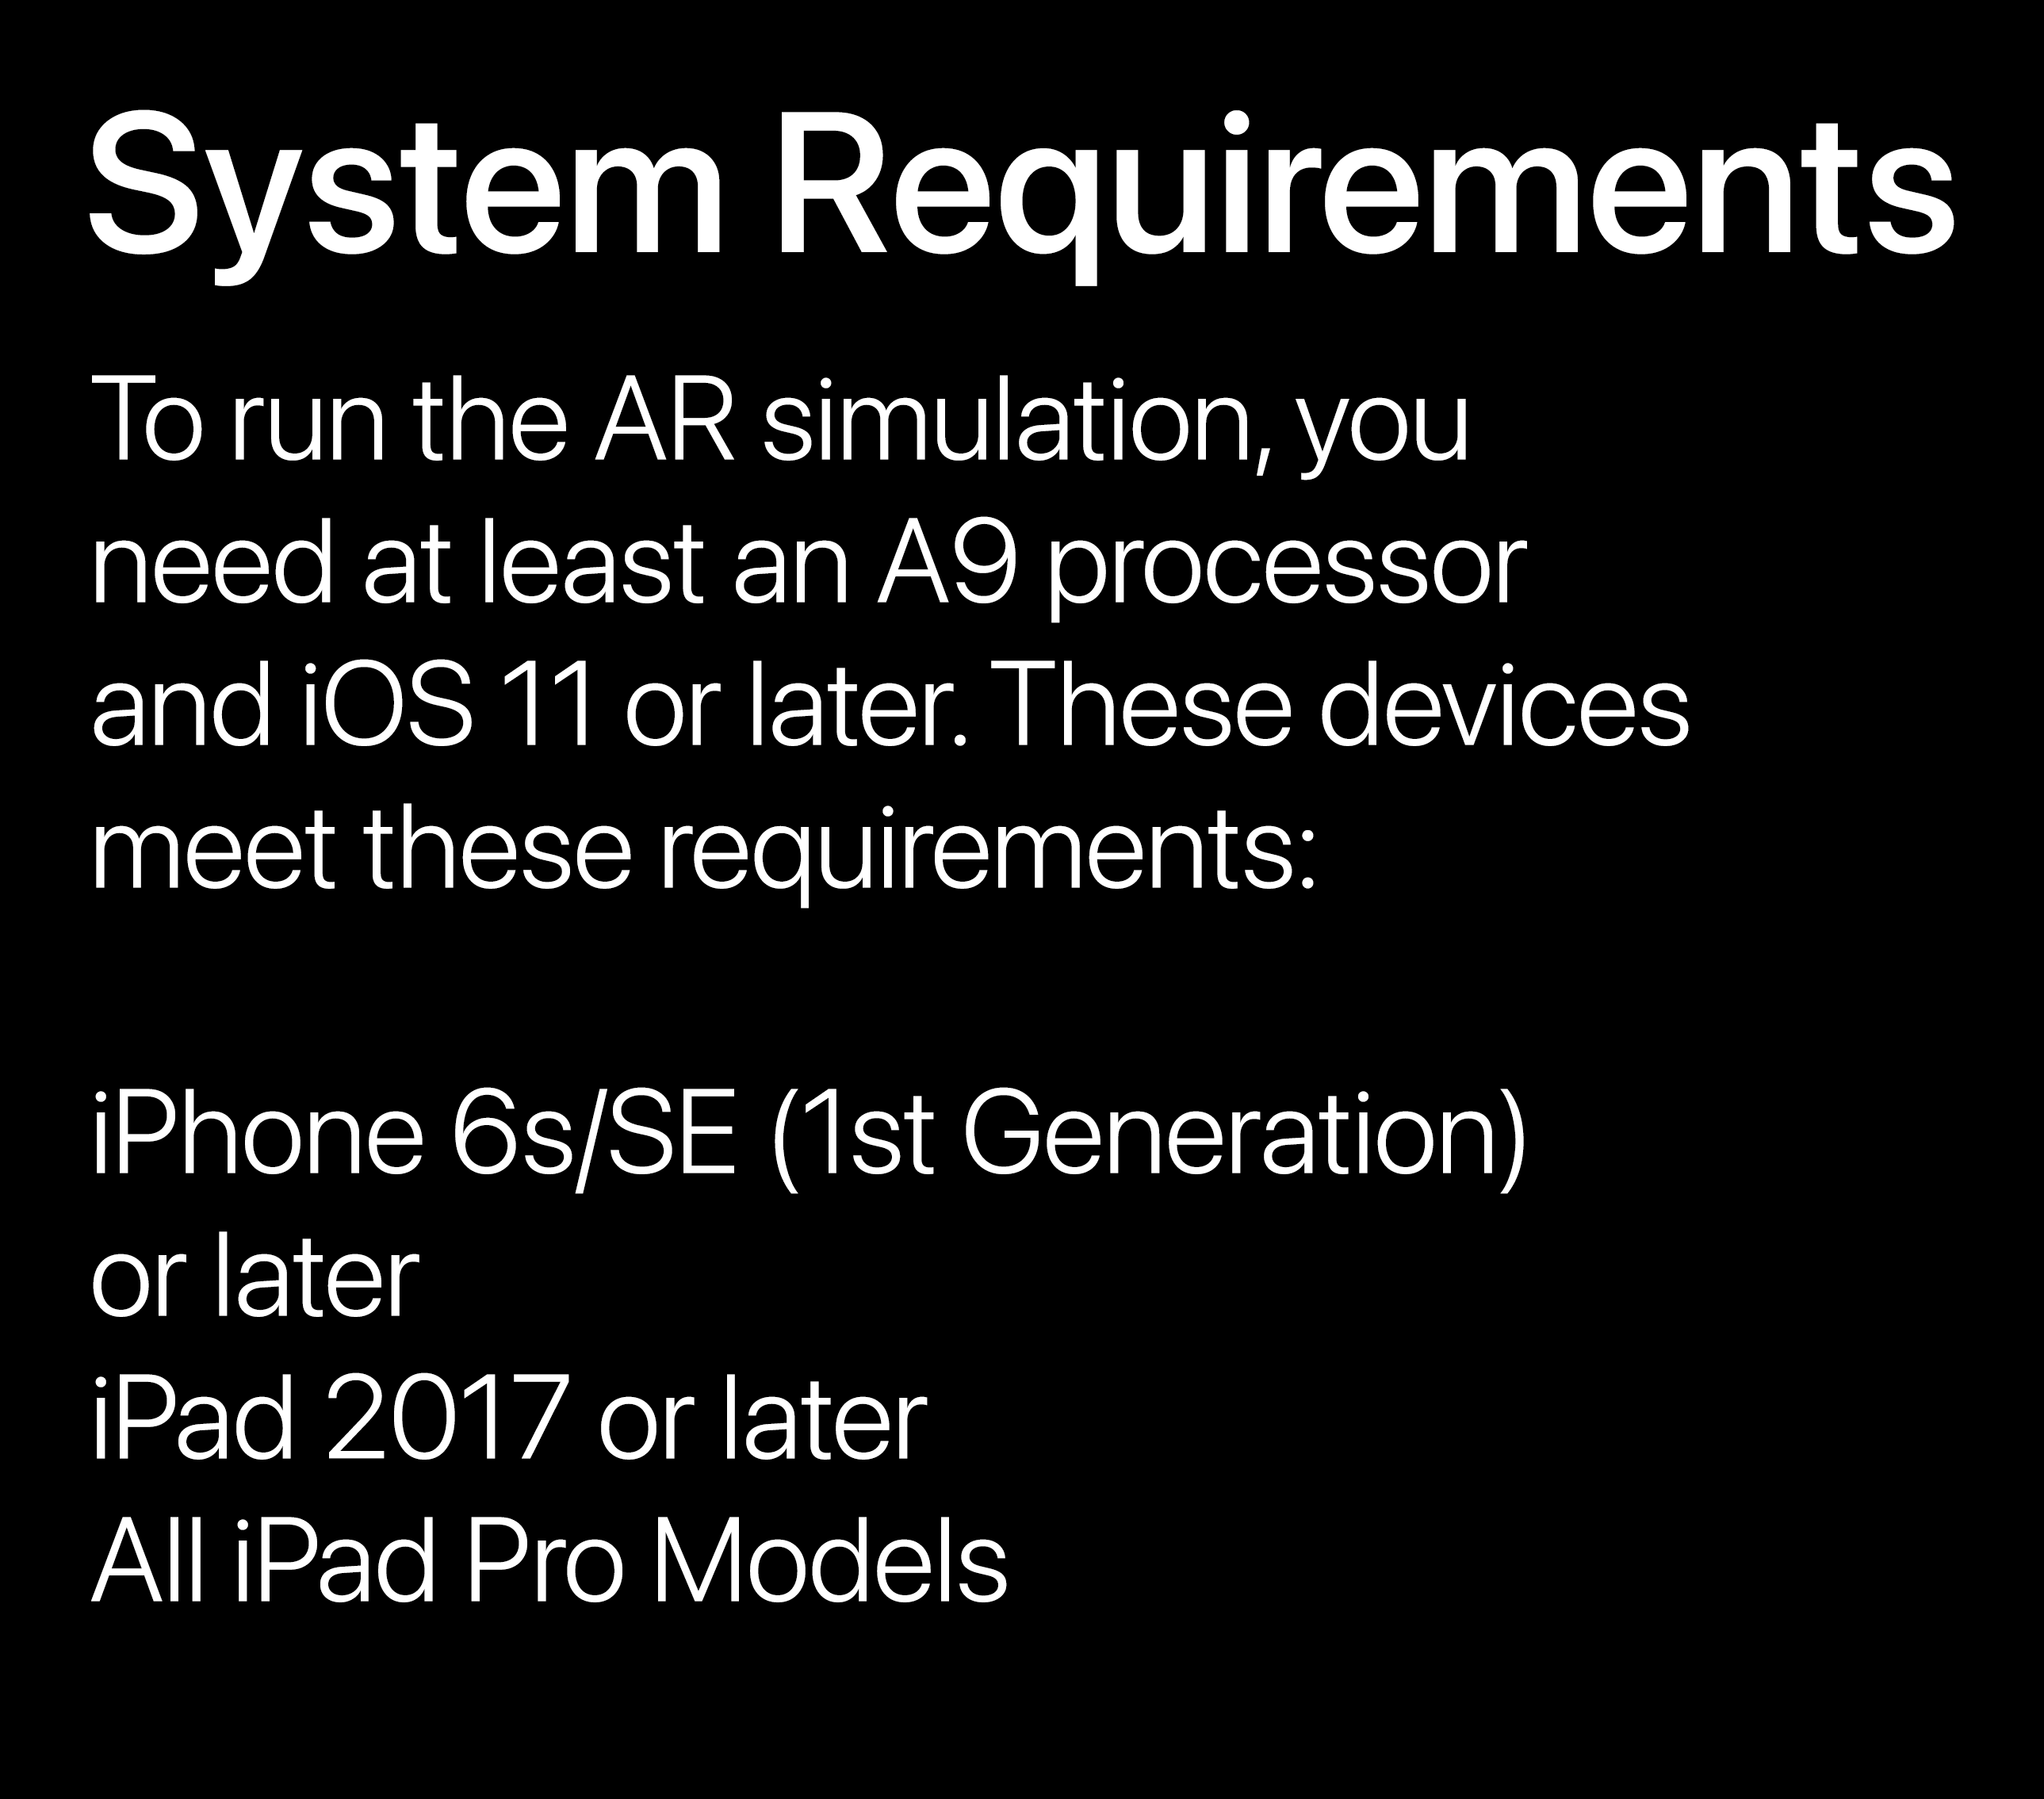 System Requirements
To run the AR simulation, you
need at least an A9 processor
and iOS 11 or later. These devices
meet these requirements:
iPhone 6s/SE (1st Generation)
or later
iPad 2017 or later
All iPad Pro Models